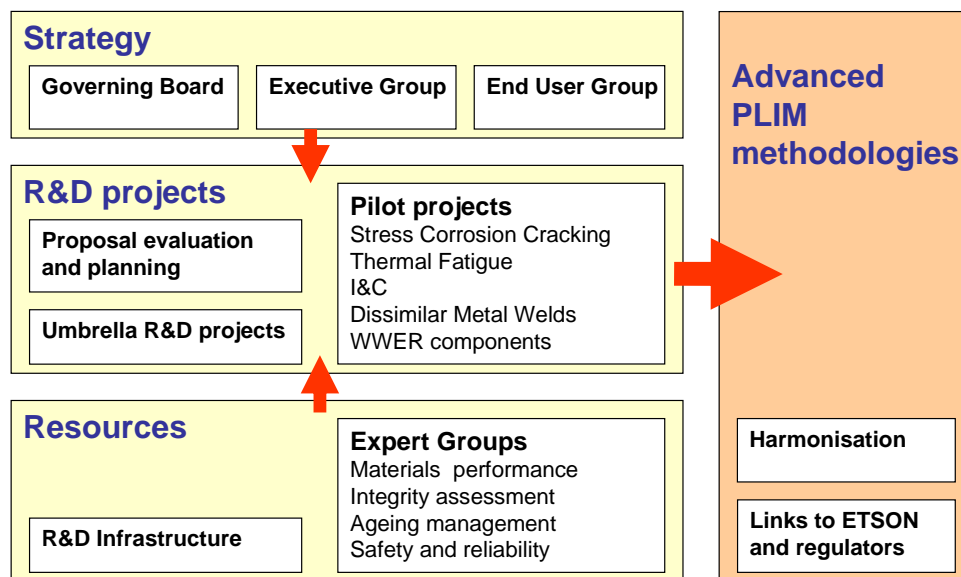 Strategy
Governing Board
Executive Group
End User Group
R&D projects
Proposal evaluation
and planning
Umbrella R&D projects
Pilot projects
Stress Corrosion Cracking
Thermal Fatigue
I&C
Dissimilar Metal Welds
WWER components
Resources
R&D Infrastructure
Expert Groups
Materials performance
Integrity assessment
Ageing management
Safety and reliability
Advanced
PLIM
methodologies
Harmonisation
Links to ETSON
and regulators